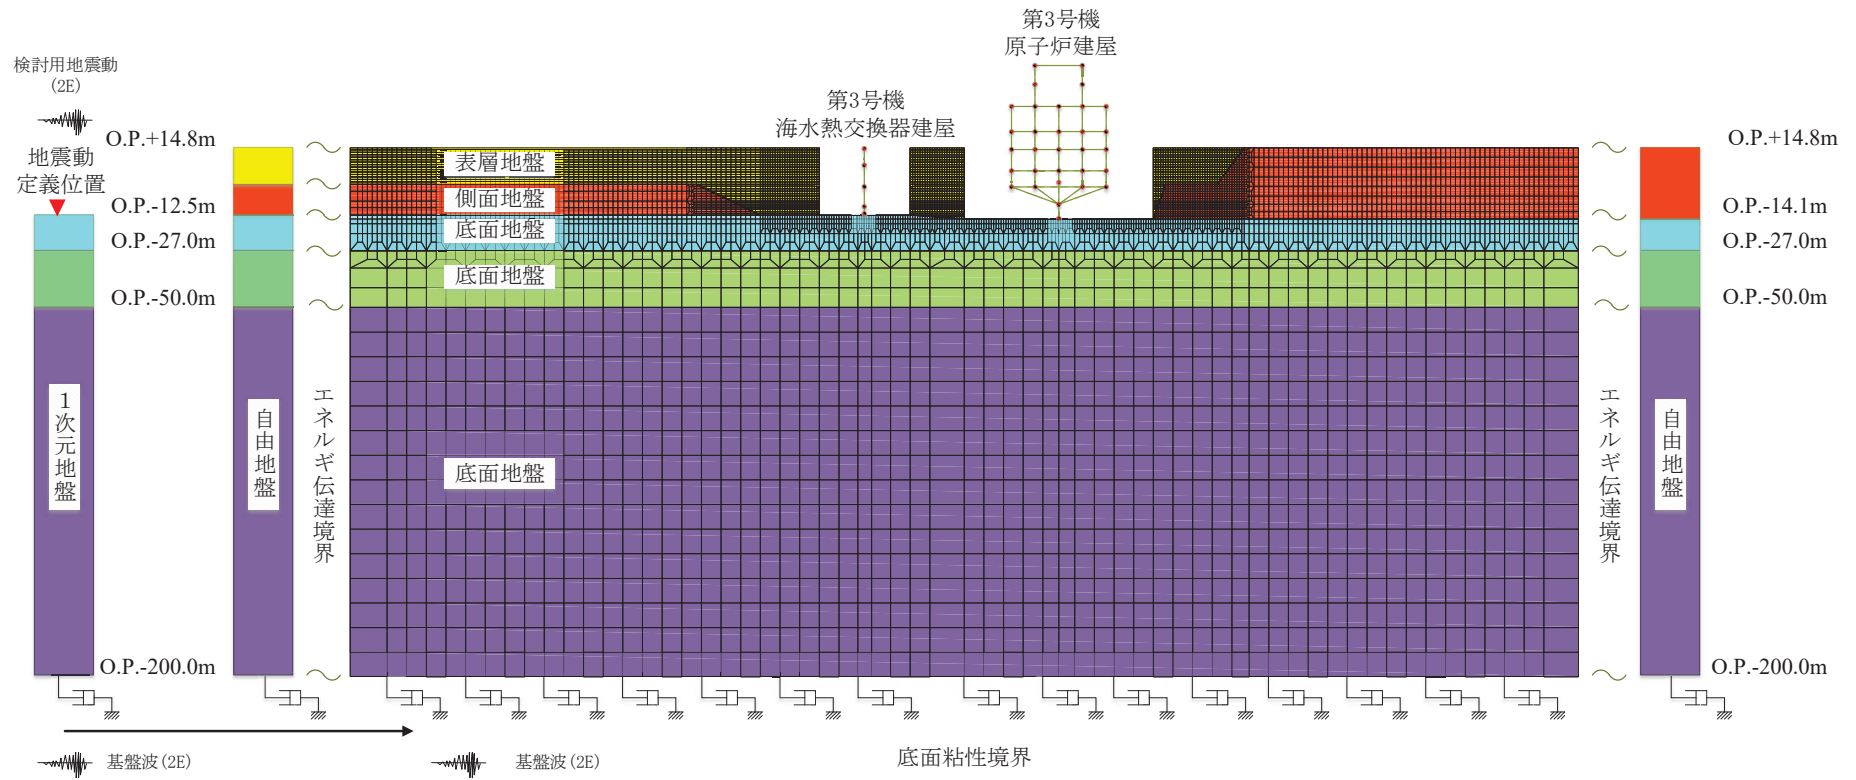 第3号機
原子炉建屋
検討用地震動
(2E)
第3号機
海水熱交換器建屋
O.P.+14.8m
O.P.+14.8m
地震動
定義位置
表層地盤
側面地盤
O.P.-12.5m
O.P.-14.1m
底面地盤
O.P.-27.0m
O.P.-27.0m
底面地盤
O.P.-50.0m
O.P.-50.0m
1次元地盤
自由地盤
エネルギ伝達境界
底面地盤
エネルギ伝達境界
自由地盤
O.P.-200.0m
O.P.-200.0m
基盤波(2E)
基盤波(2E)
底面粘性境界